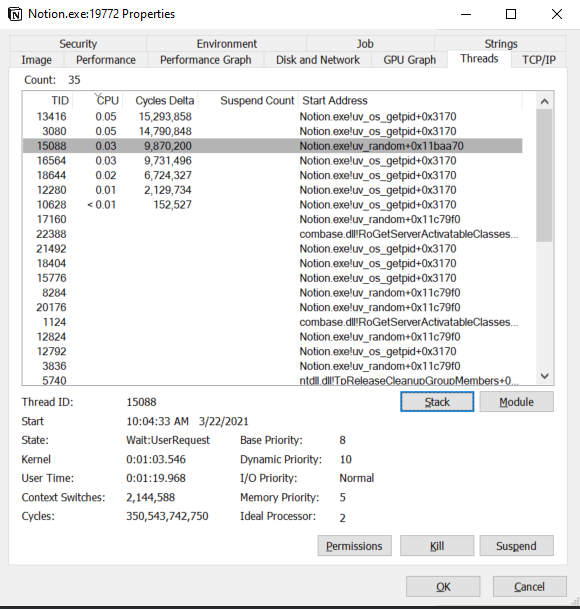 Notion.exe:19772 Properties
Security Environment Job Strings
Image Performance Performance Graph Disk and Network GPU Graph Threads TCP/IP
Count: 35
TID CPU Cycles Delta Suspend Count Start Address
13416 0.05 15,293,858 Notion.exe!uv_os_getpid+0x3170
3080 0.05 14,790,848 Notion.exe!uv_os_getpid+0x3170
15088 0.03 9,870,200 Notion.exe!uv_random+0x11baa70
16564 0.03 9,731,496 Notion.exe!uv_os_getpid+0x3170
18644 0.02 6,724,327 Notion.exe!uv_os_getpid+0x3170
12280 0.01 2,129,734 Notion.exe!uv_os_getpid+0x3170
10628 < 0.01 152,527 Notion.exe!uv_os_getpid+0x3170
17160 Notion.exe!uv_random+0x11c79f0
22388 combase.dll!RoGetServerActivatableClasses...
21492 Notion.exe!uv_os_getpid+0x3170
18404 Notion.exe!uv_os_getpid+0x3170
15776 Notion.exe!uv_os_getpid+0x3170
8284 Notion.exe!uv_random+0x11c79f0
20176 Notion.exe!uv_random+0x11c79f0
1124 combase.dll!RoGetServerActivatableClasses...
12824 Notion.exe!uv_random+0x11c79f0
12792 Notion.exe!uv_os_getpid+0x3170
3836 Notion.exe!uv_random+0x11c79f0
5740 ntdll.dll!TpReleaseCleanupGroupMembers+0...
Thread ID: 15088 Stack Module
Start 10:04:33 AM 3/22/2021
State: Wait:UserRequest Base Priority: 8
Kernel 0:01:03.546 Dynamic Priority: 10
User Time: 0:01:19.968 I/O Priority: Normal
Context Switches: 2,144,588 Memory Priority: 5
Cycles: 350,543,742,750 Ideal Processor: 2
Permissions Kill Suspend
OK Cancel